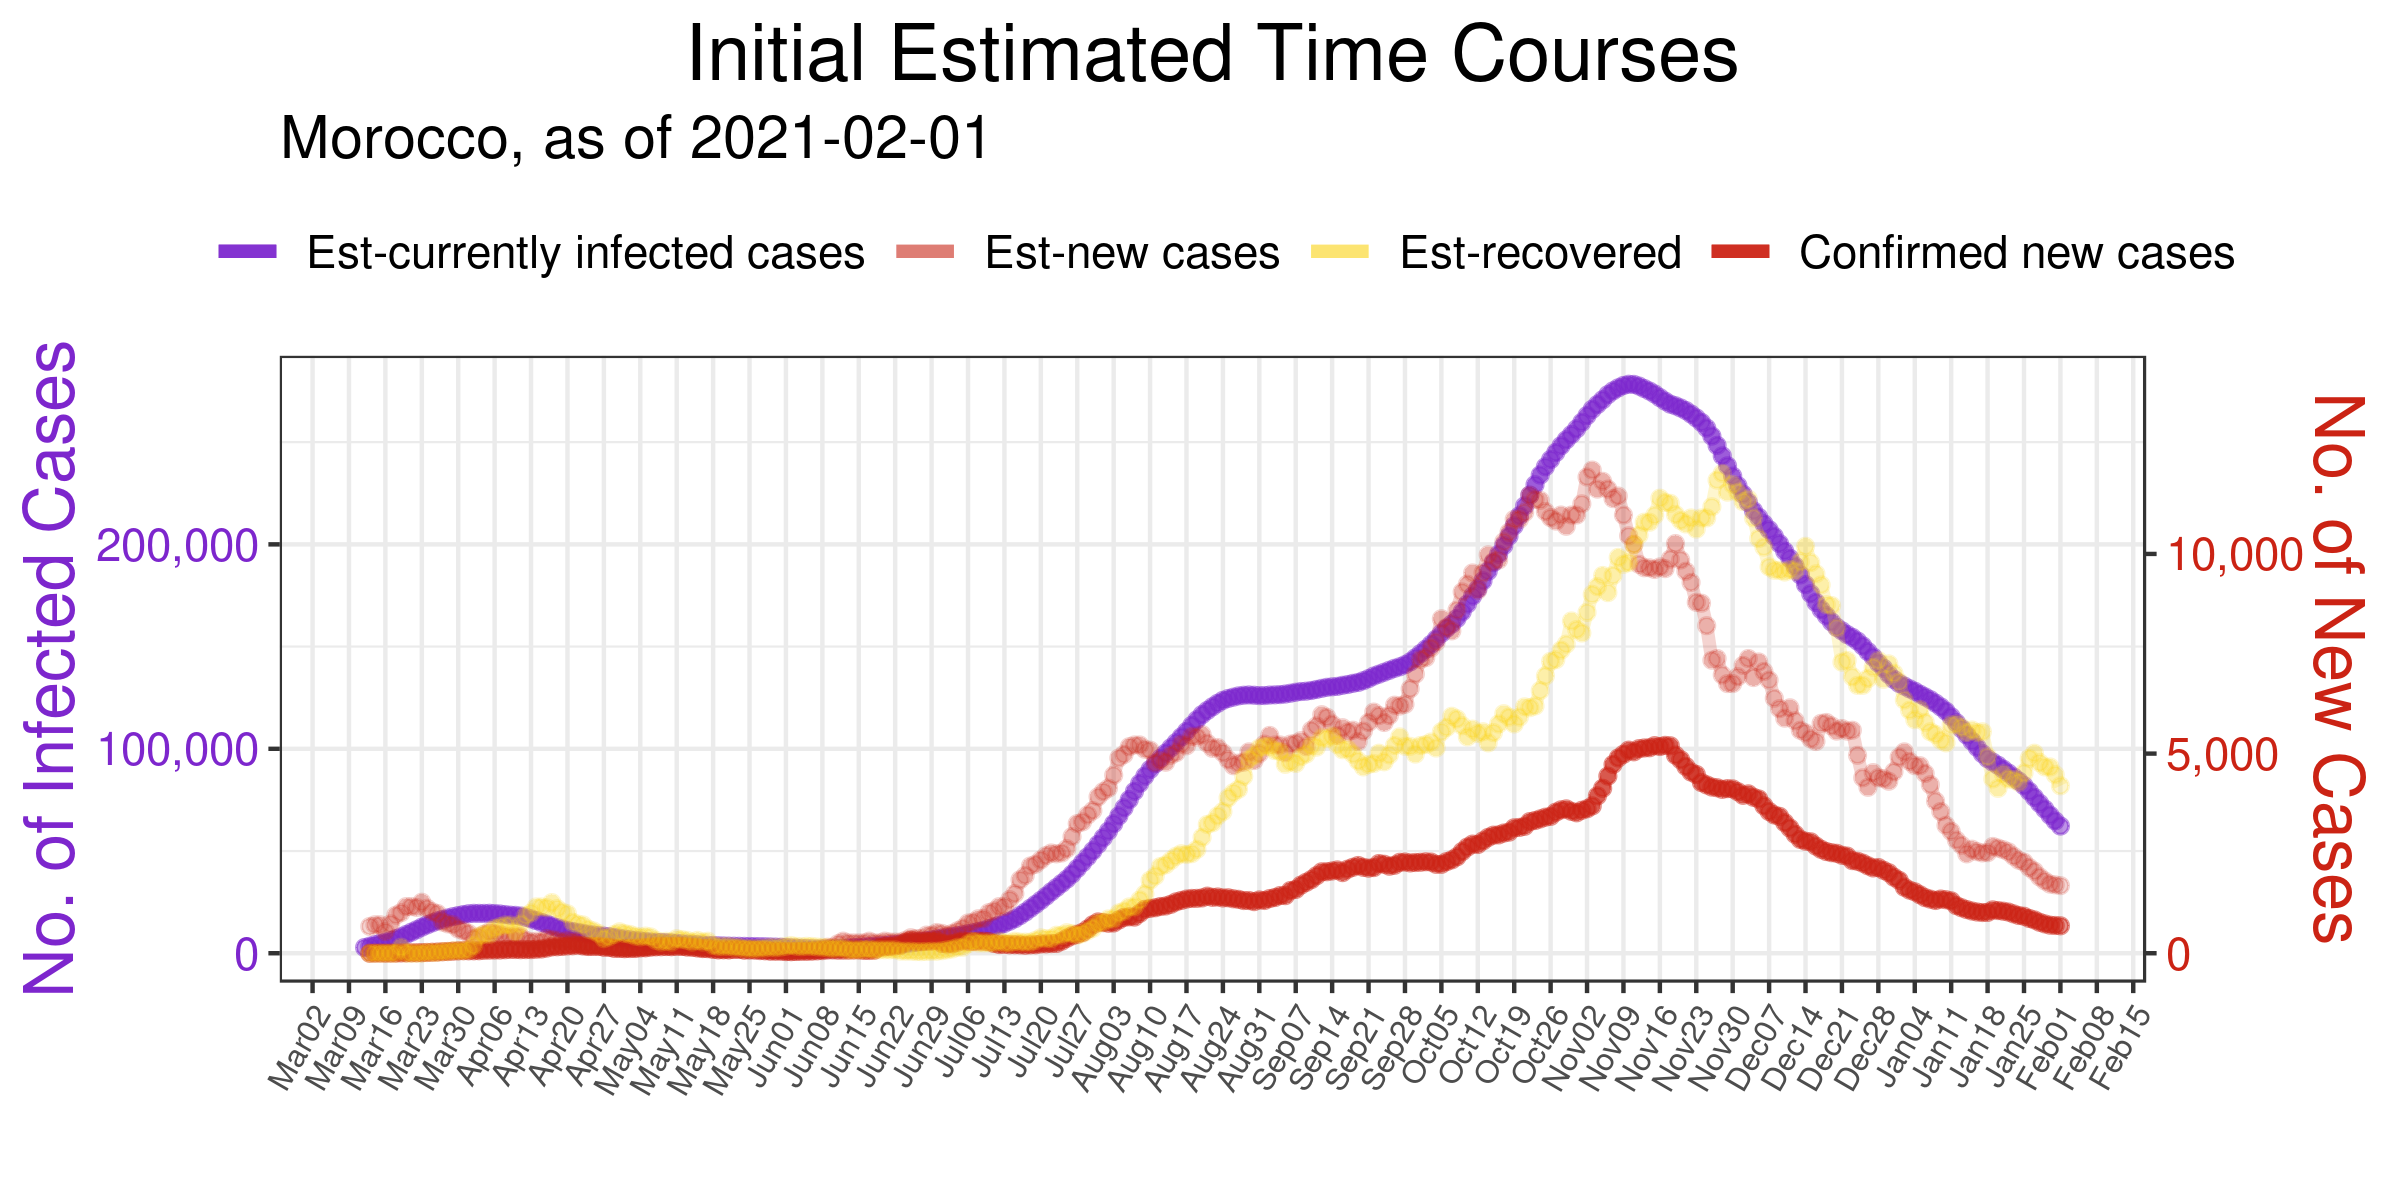 Initial Estimated Time Courses
Morocco, as of 2021-02-01
Est-currently infected cases
Est-new cases
Est-recovered
Confirmed new cases
No. of Infected Cases
200,000
100,000
0
10,000
5,000
0
No. of New Cases
Mar02
Mar09
Mar16
Mar23
Mar30
Apr06
Apr13
Apr20
Apr27
May04
May11
May18
May25
Jun01
Jun08
Jun15
Jun22
Jun29
Jul06
Jul13
Jul20
Jul27
Aug03
Aug10
Aug17
Aug24
Aug31
Sep07
Sep14
Sep21
Sep28
Oct05
Oct12
Oct19
Oct26
Nov02
Nov09
Nov16
Nov23
Nov30
Dec07
Dec14
Dec21
Dec28
Dec04
Jan11
Jan18
Jan18
Jan25
Feb01
Feb08
Feb15